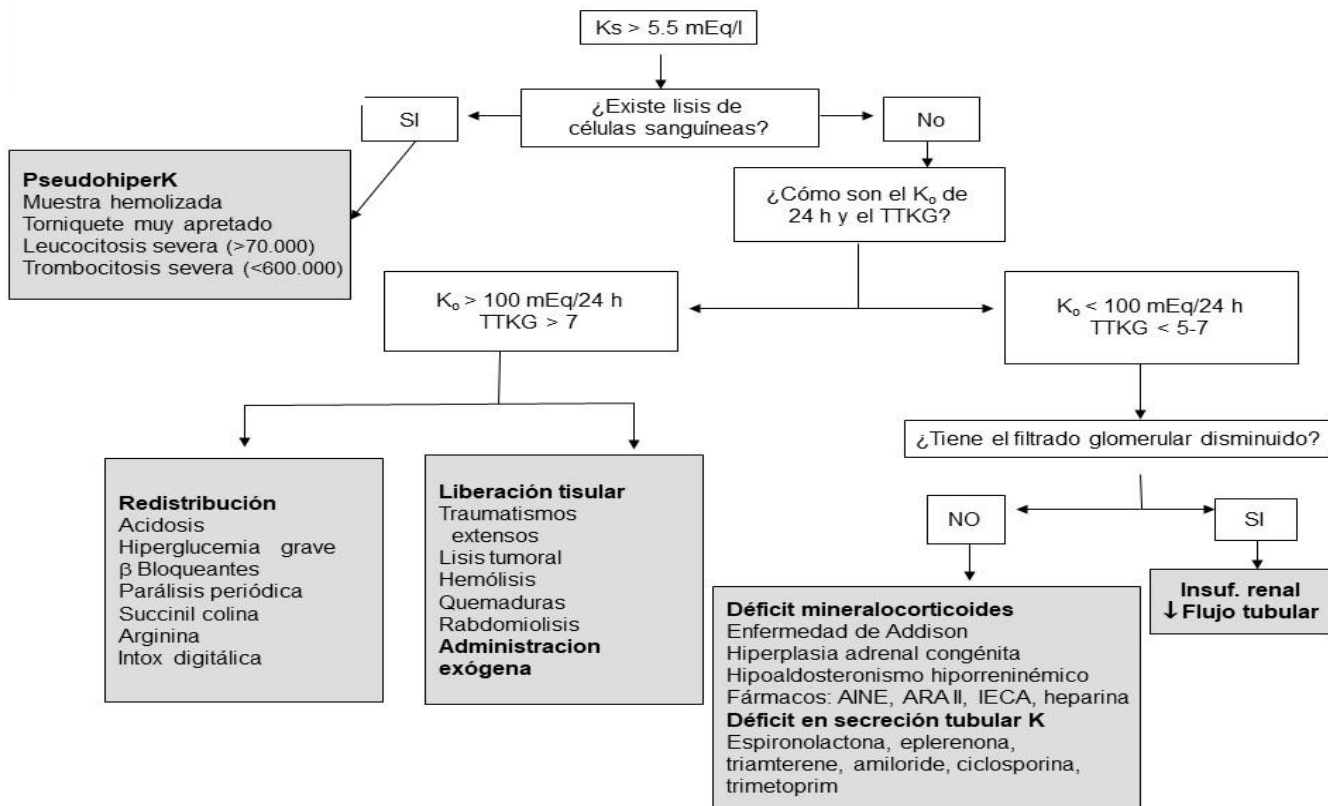 Ks > 5.5 mEq/l
¿Existe lisis de
células sanguíneas?
SI
No
PseudohiperK
Muestra hemolizada
Torniquete muy apretado
Leucocitosis severa (>70.000)
Trombocitosis severa (<600.000)
¿Cómo son el Ko de
24 h y el TTKG?
Ko > 100 mEq/24 h
TTKG > 7
Ko < 100 mEq/24 h
TTKG < 5-7
¿Tiene el filtrado glomerular disminuido?
Redistribución
Acidosis
Hiperglucemia grave
β Bloqueantes
Parálisis periódica
Succinil colina
Arginina
Intox digitálica
Liberación tisular
Traumatismos
extensos
Lisis tumoral
Hemólisis
Quemaduras
Rabdomiolisis
Administracion
exógena
NO
SI
Déficit mineralocorticoides
Enfermedad de Addison
Hiperplasia adrenal congénita
Hipoaldosteronismo hiporreninémico
Fármacos: AINE, ARA II, IECA, heparina
Déficit en secreción tubular K
Espironolactona, eplerenona,
triamterene, amiloride, ciclosporina,
trimetoprim
Insuf. renal
↓ Flujo tubular